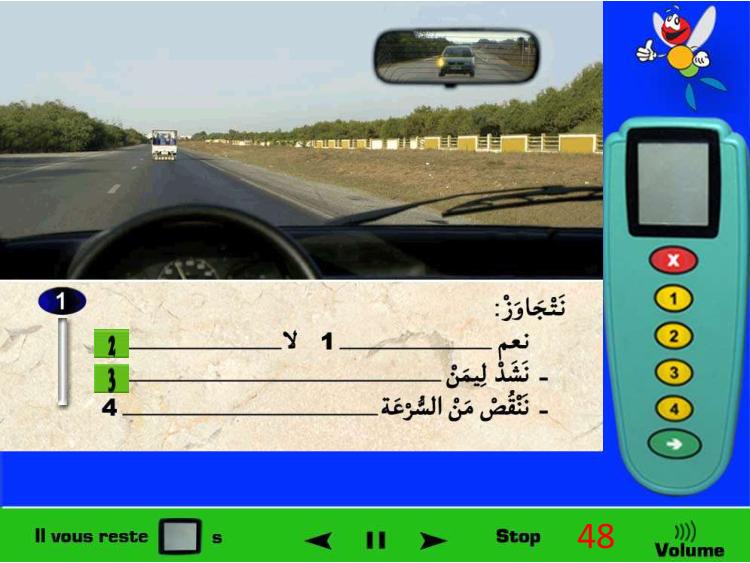 1
نَتْجَاوَزْ:
نعم 1 لا 2
- نَشَدْ لِيمَنْ 3
- نَنْقُصْ مَنْ السُّرْعَة 4
X
1
2
3
4
Il vous reste s Stop 48 Volume